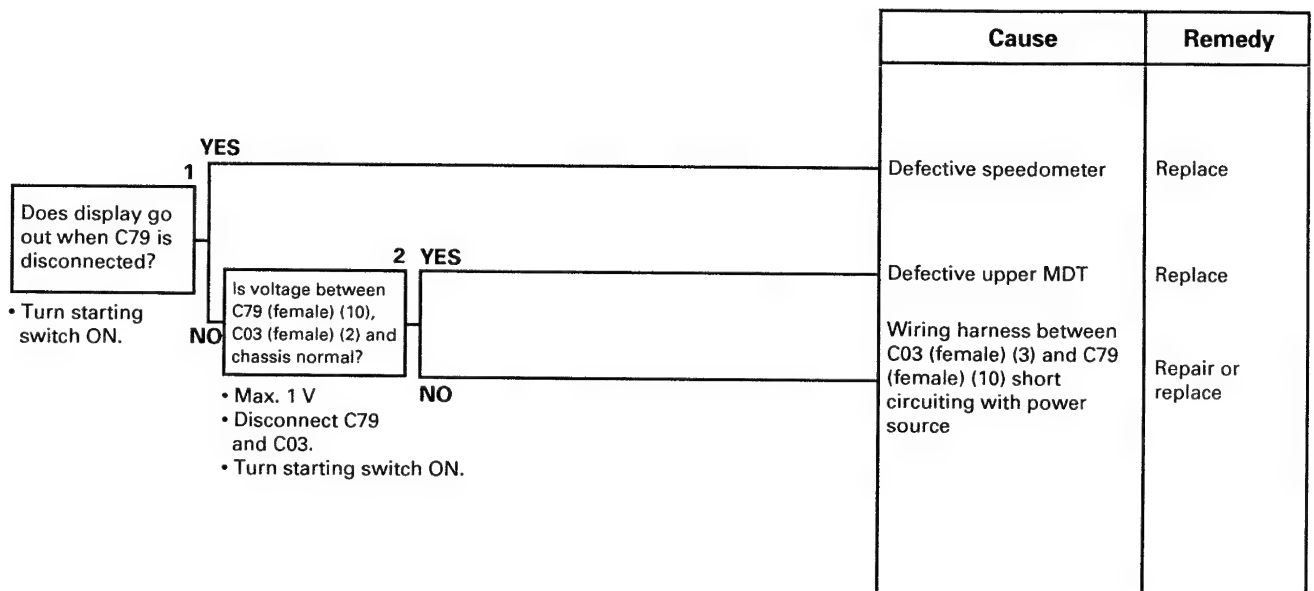 Cause
Remedy
YES
1
Defective speedometer
Replace
Does display go
out when C79 is
disconnected?
• Turn starting
switch ON.
NO
2 YES
Defective upper MDT
Replace
Is voltage between
C79 (female) (10),
C03 (female) (2) and
chassis normal?
• Max. 1 V
• Disconnect C79
and C03.
• Turn starting switch ON.
NO
Wiring harness between
C03 (female) (3) and C79
(female) (10) short
circuiting with power
source
Repair or
replace